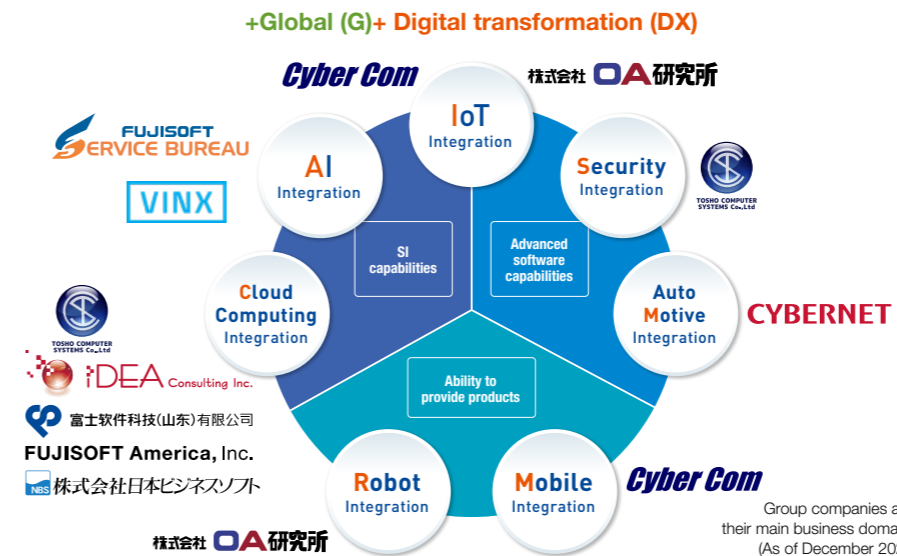 +Global (G)+ Digital transformation (DX)
Cyber Com
株式会社 OA研究所
IoT
Integration
FUJISOFT
SERVICE BUREAU
AI
Integration
Security
Integration
TOSHO COMPUTER
SYSTEMS Co.,Ltd
VINX
SI
capabilities
Advanced
software
capabilities
Cloud
Computing
Integration
Auto
Motive
Integration
CYBERNET
TOSHO COMPUTER
SYSTEMS Co.,Ltd
iDEA Consulting Inc.
Ability to
provide products
富士软件科技(山东)有限公司
FUJISOFT America, Inc.
NBS 株式会社日本ビジネスソフト
Robot
Integration
Mobile
Integration
Cyber Com
株式会社 OA研究所
Group companies
their main business
(As of December